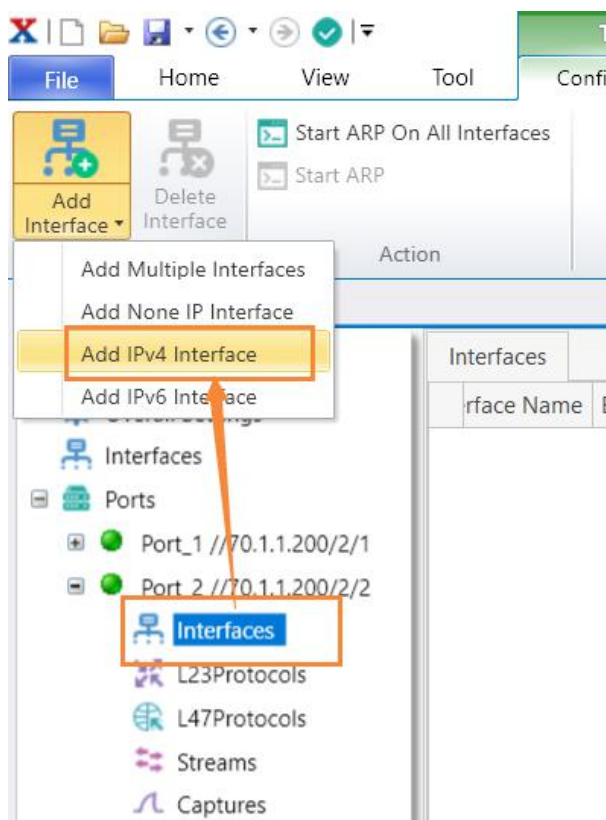 File Home View Tool Confi
Add Interface
Delete Interface
Start ARP On All Interfaces
Start ARP
Action
Add Multiple Interfaces
Add None IP Interface
Add IPv4 Interface
Add IPv6 Interface
Interfaces
rface Name
Interfaces
Ports
Port_1 //70.1.1.200/2/1
Port_2 //70.1.1.200/2/2
Interfaces
L23Protocols
L47Protocols
Streams
Captures